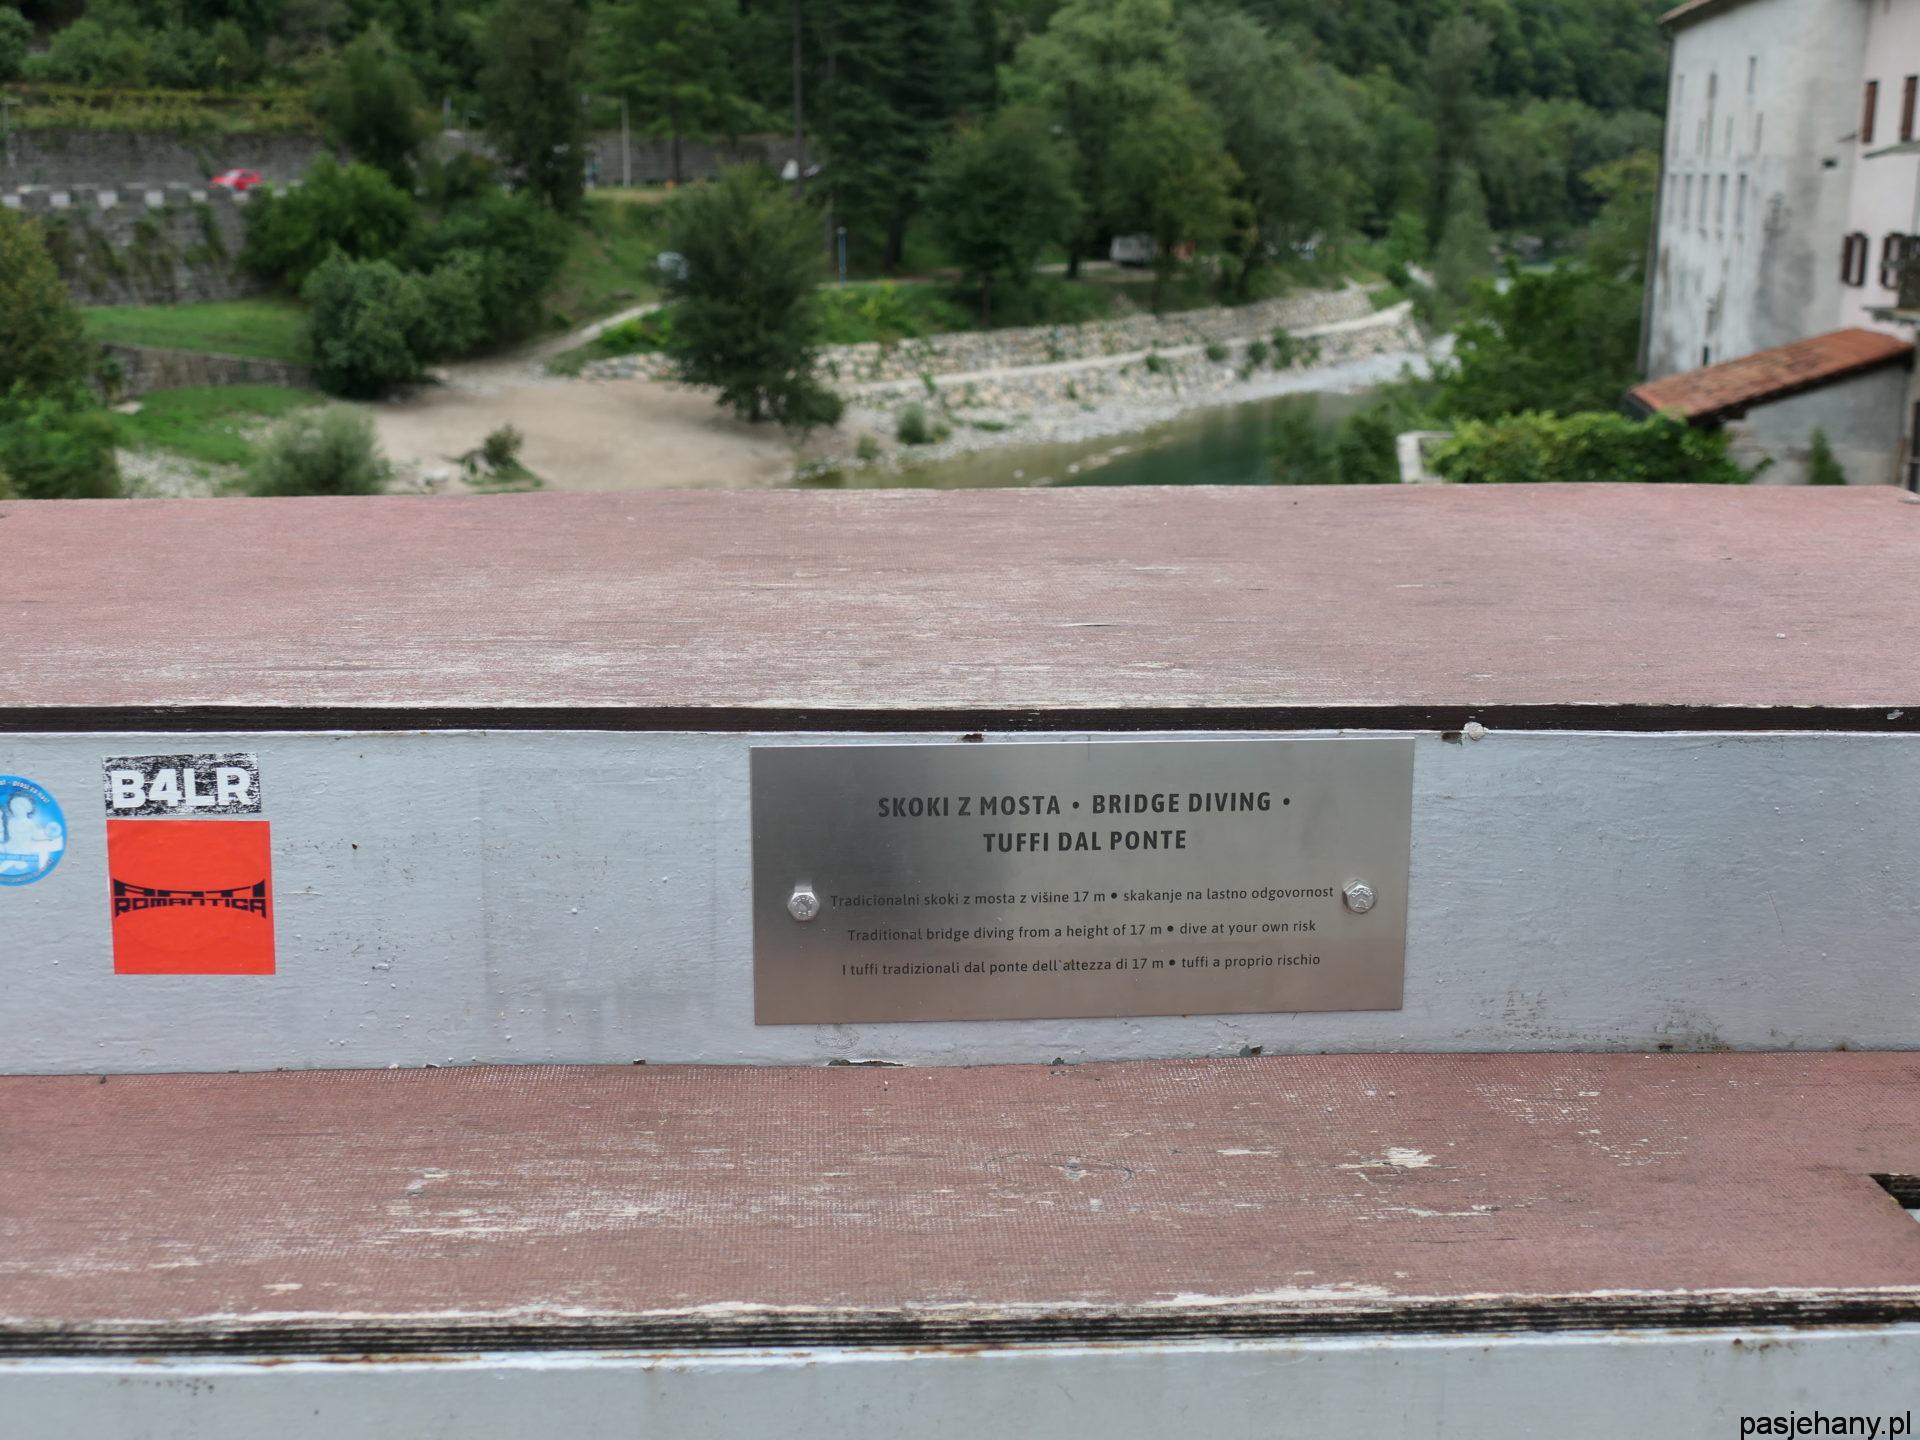 B4LR
ANTI
ROMANTICA
SKOKI Z MOSTA • BRIDGE DIVING •
TUFFI DAL PONTE
Tradicionalni skoki z mosta z višine 17 m • skakanje na lastno odgovornost
Traditional bridge diving from a height of 17 m • dive at your own risk
I tuffi tradizionali dal ponte dell`altezza di 17 m • tuffi a proprio rischio
pasjehany.pl